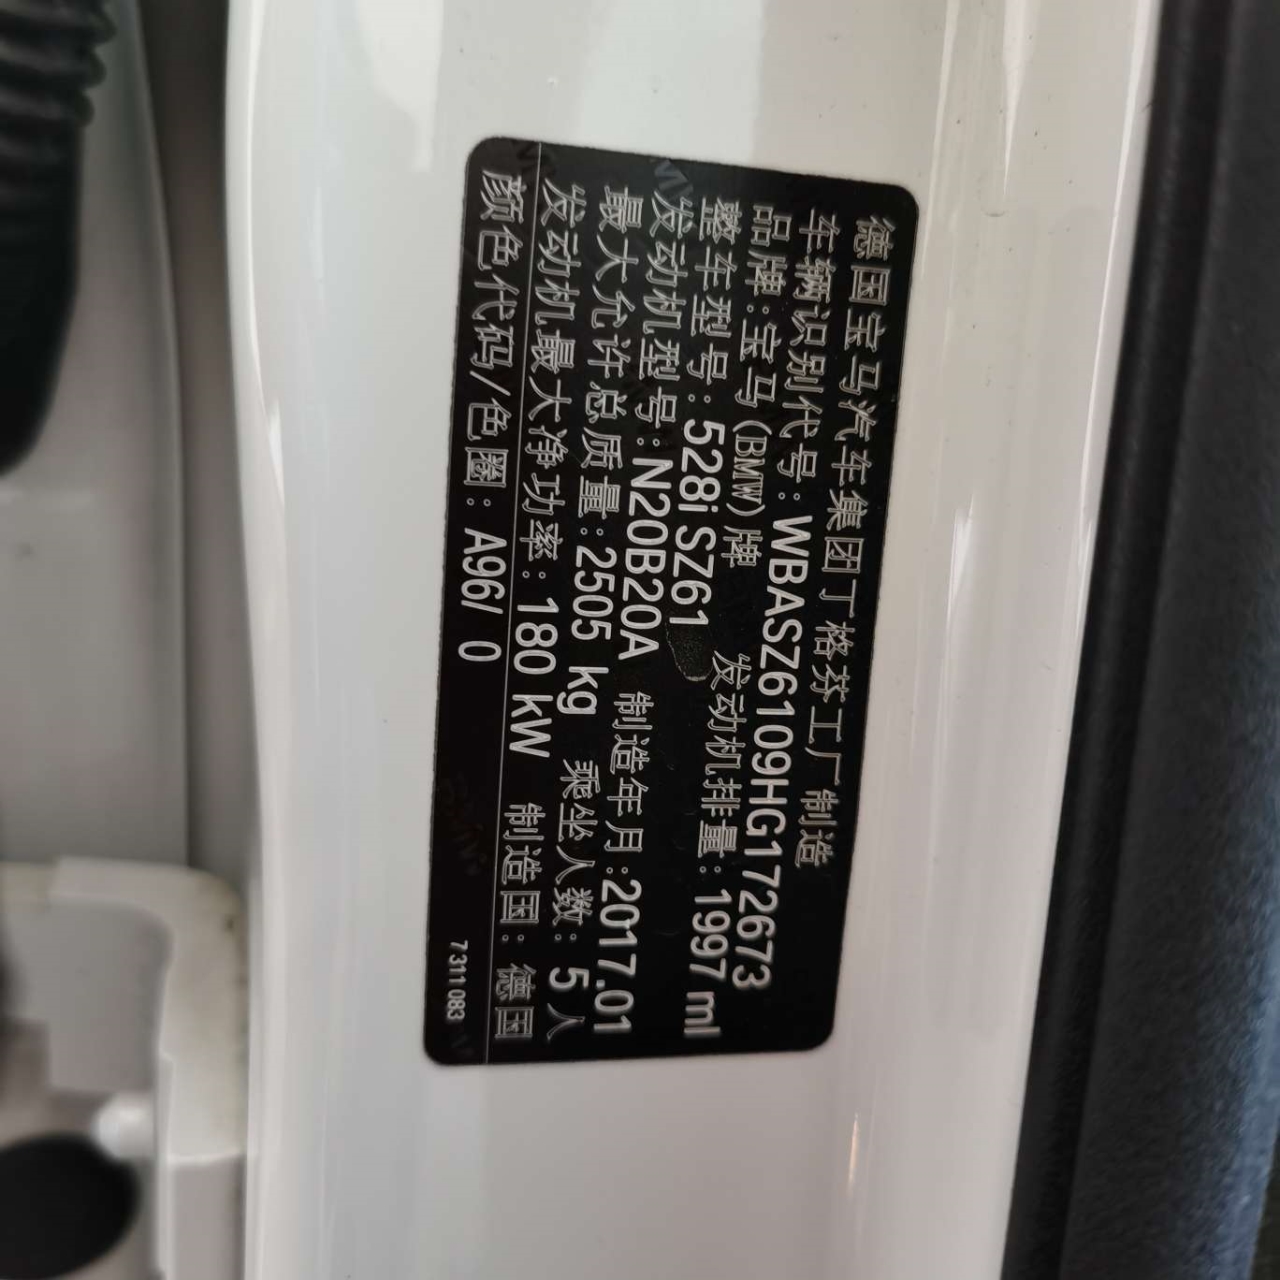 德国宝马汽车集团丁格芬工厂制造
车辆识别代号:WBASZ6109HG172673
品牌:宝马(BMW)牌 发动机排量:1997 ml
整车型号:528i SZ61
发动机型号:N20B20A 制造年月:2017.01
最大允许总质量:2505 kg 乘坐人数:5人
发动机最大净功率:180 kW 制造国:德国
颜色代码/色圈:A96/ 0
7311 083